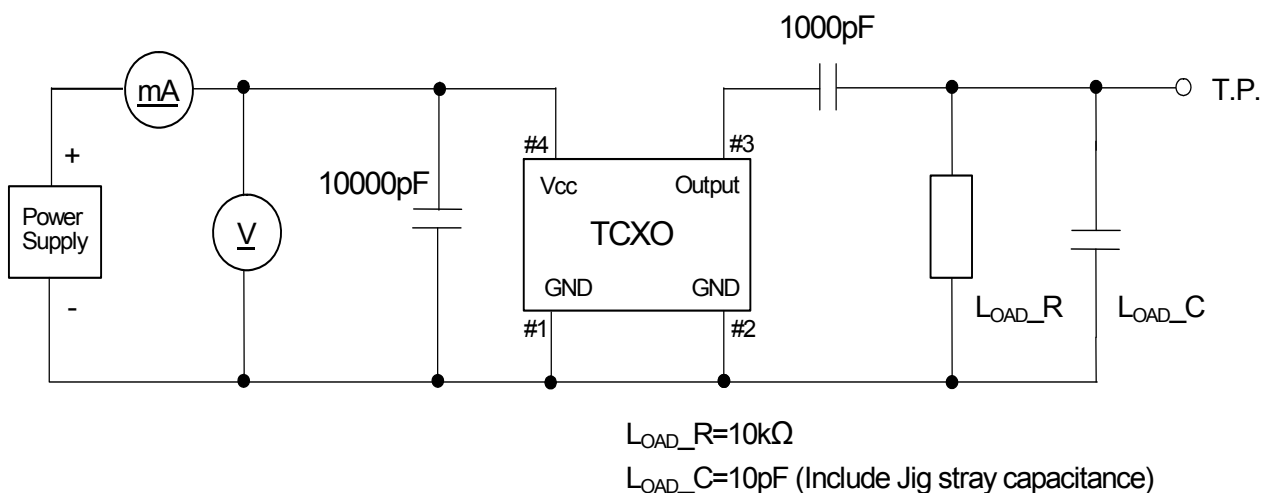 1000pF
mA
T.P.
#4
#3
+
10000pF
Vcc
Output
Power
Supply
V
TCXO
GND
GND
-
#1
#2
LOAD_R
LOAD_C
LOAD_R=10kΩ
LOAD_C=10pF (Include Jig stray capacitance)